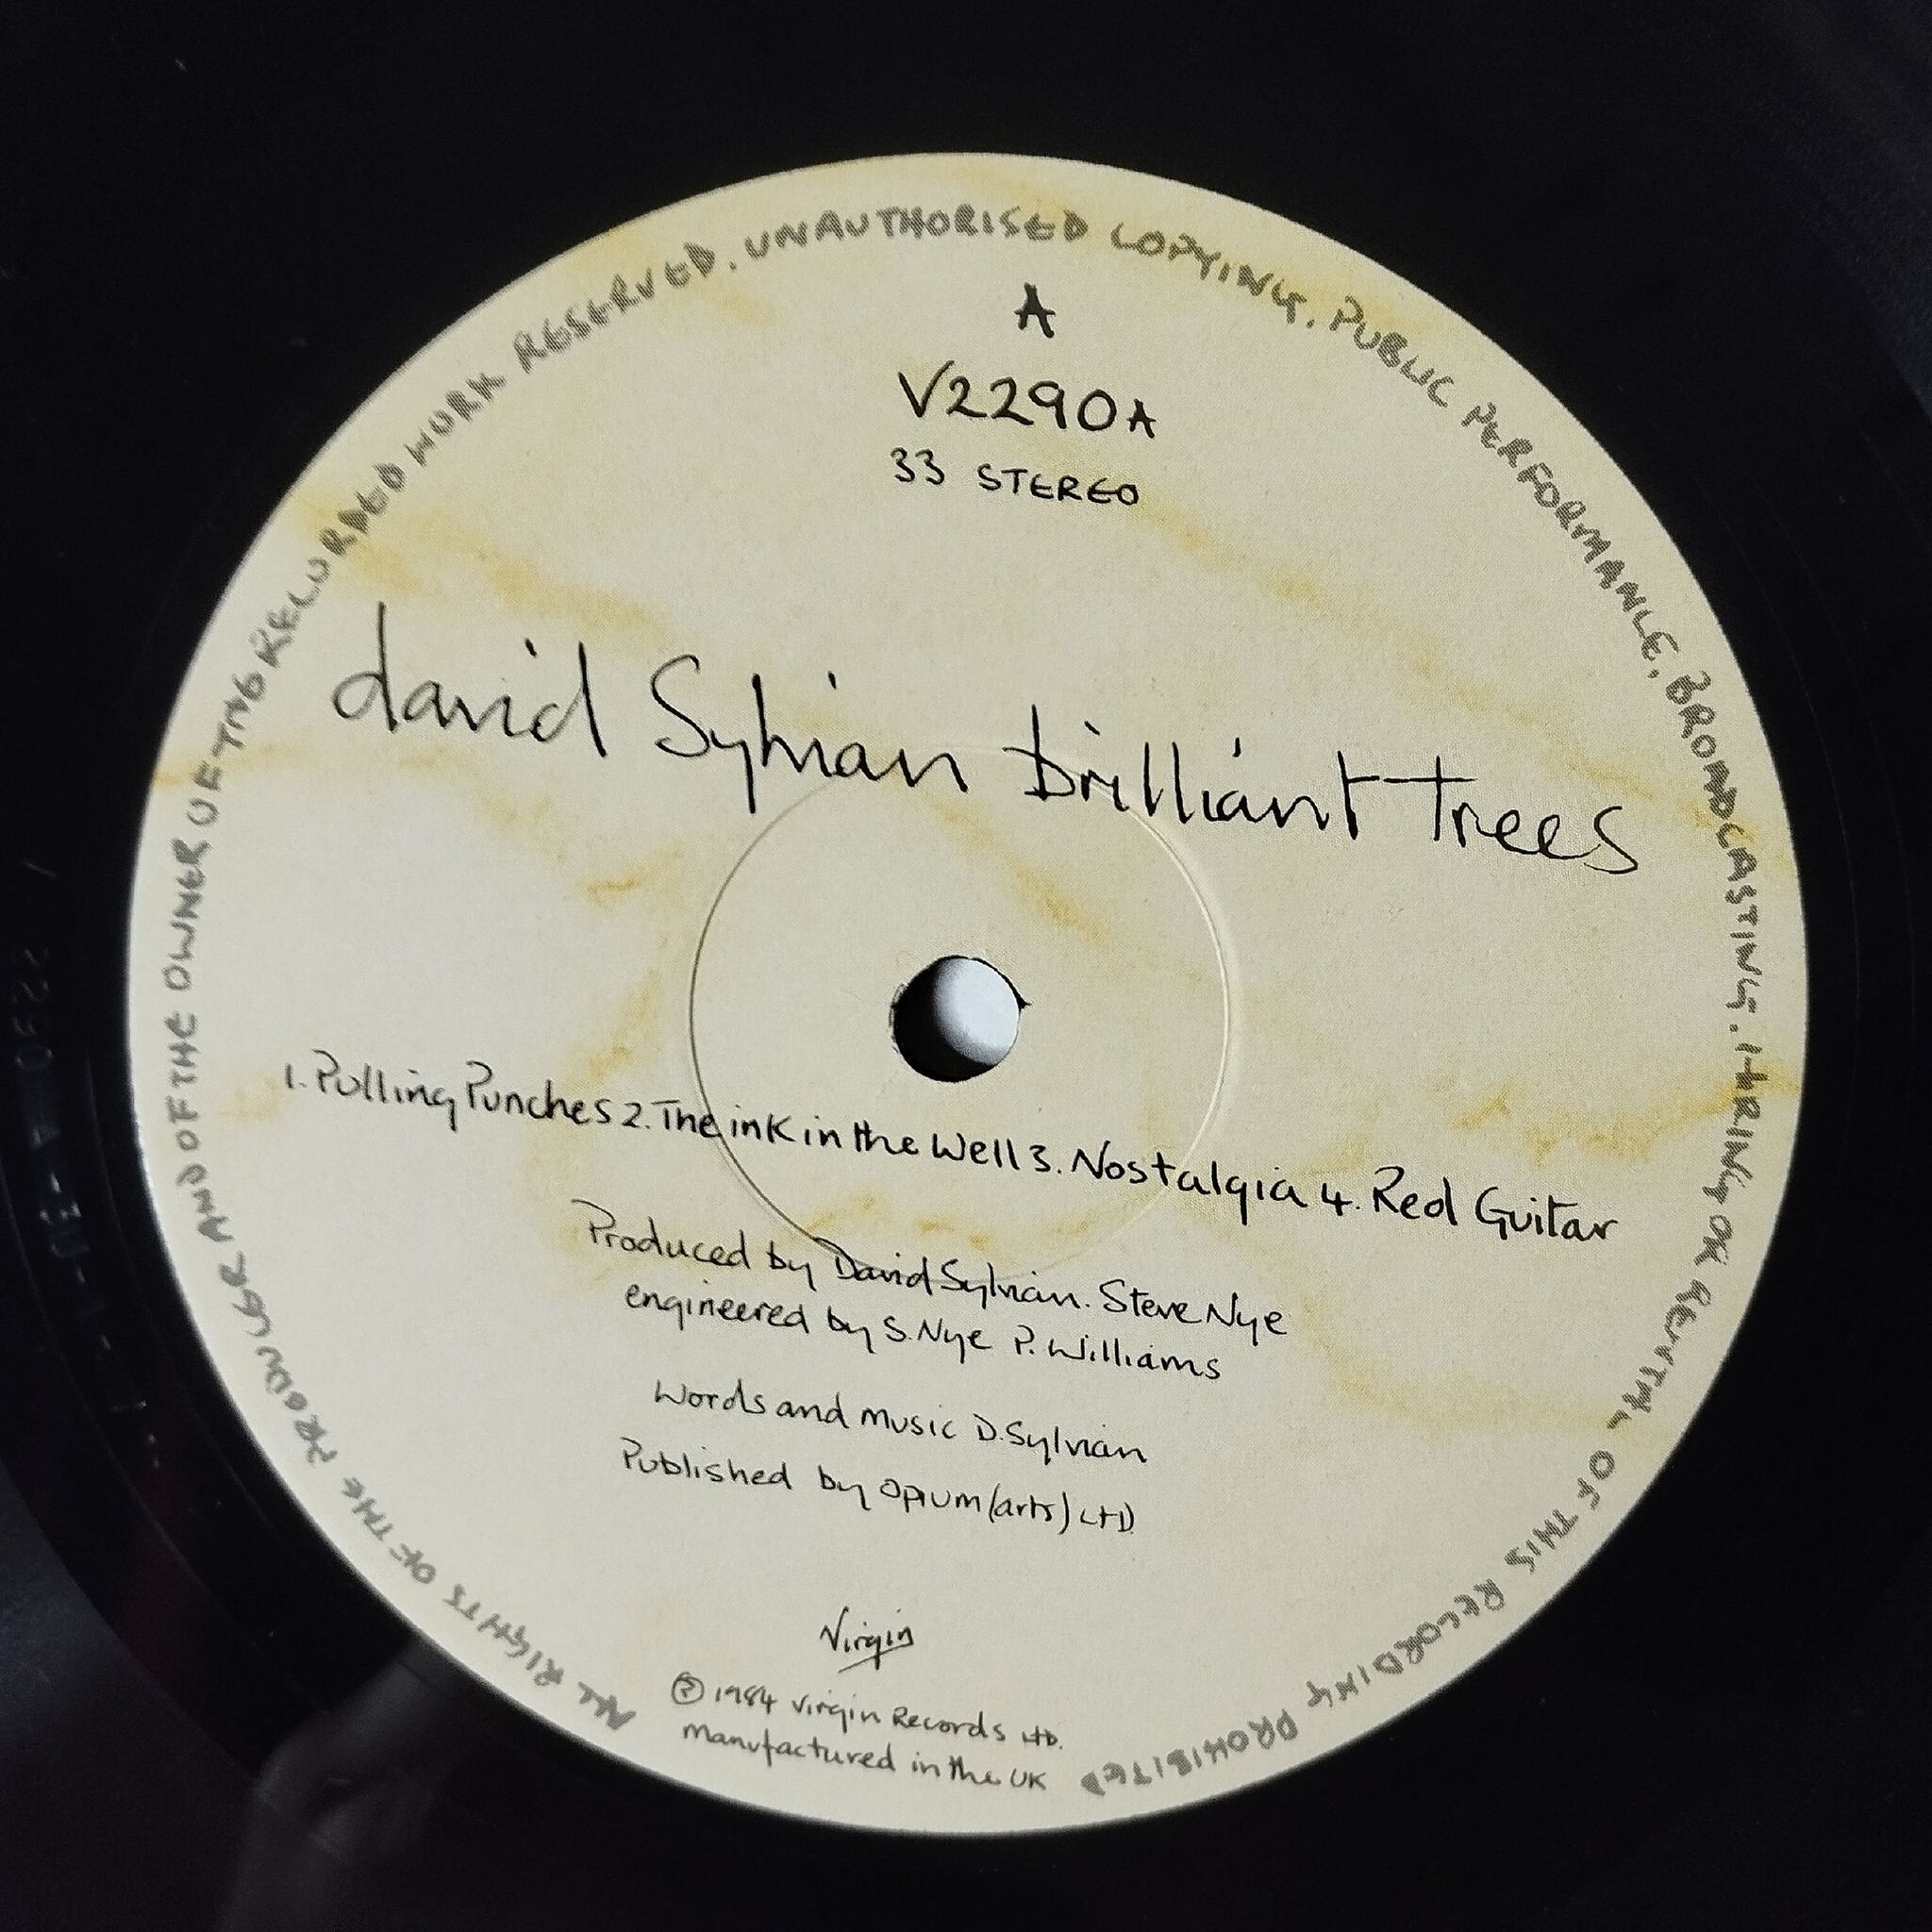 ALL RIGHTS OF THE PRODUCER AND OF THE OWNER OF THE RECORDED WORK RESERVED. UNAUTHORISED COPYING, PUBLIC PERFORMANCE, BROADCASTING, HIRING OR RENTAL OF THIS RECORDING PROHIBITED
A
V2290A
33 STEREO
david Sylvian brilliant trees
1. Pulling Punches 2. The ink in the Well 3. Nostalgia 4. Red Guitar
Produced by David Sylvian. Steve Nye
engineered by S. Nye P. Williams
Words and music D. Sylvian
Published by opium (arts) LTD.
Virgin
Ⓟ 1984 Virgin Records LTD.
manufactured in the UK